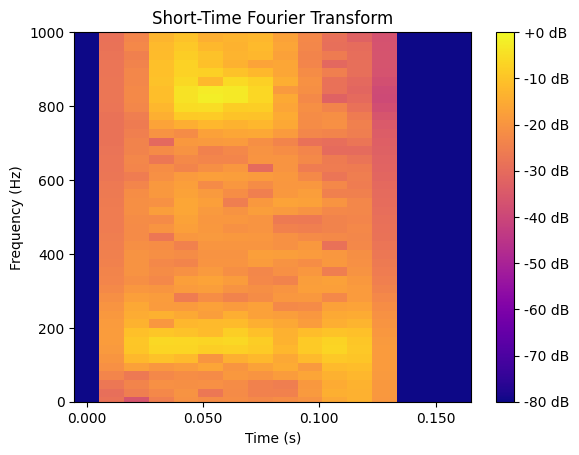 Short-Time Fourier Transform
1000
800
600
400
200
0
Frequency (Hz)
0.000
0.050
0.100
0.150
Time (s)
+0 dB
-10 dB
-20 dB
-30 dB
-40 dB
-50 dB
-60 dB
-70 dB
-80 dB